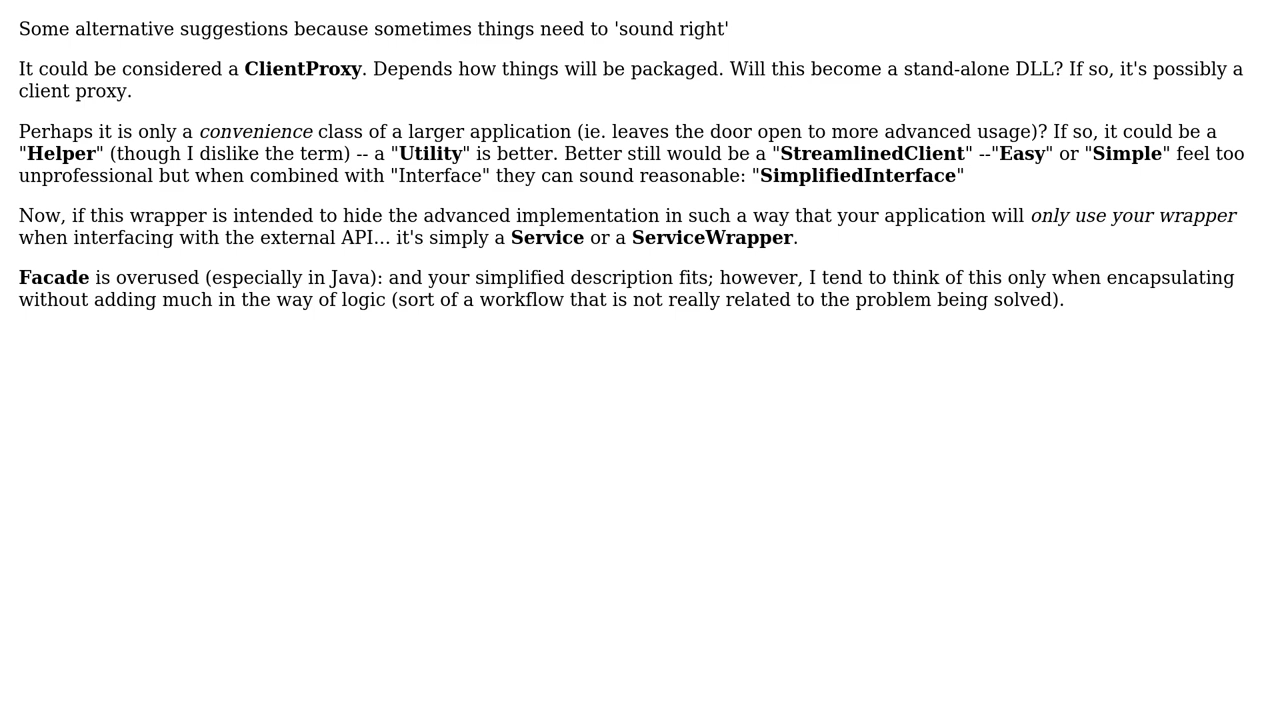 Some alternative suggestions because sometimes things need to 'sound right'
It could be considered a ClientProxy. Depends how things will be packaged. Will this become a stand-alone DLL? If so, it's possibly a
client proxy.
Perhaps it is only a convenience class of a larger application (ie. leaves the door open to more advanced usage)? If so, it could be a
"Helper" (though I dislike the term) -- a "Utility" is better. Better still would be a "StreamlinedClient" --"Easy" or "Simple" feel too
unprofessional but when combined with "Interface" they can sound reasonable: "SimplifiedInterface"
Now, if this wrapper is intended to hide the advanced implementation in such a way that your application will only use your wrapper
when interfacing with the external API... it's simply a Service or a ServiceWrapper.
Facade is overused (especially in Java): and your simplified description fits; however, I tend to think of this only when encapsulating
without adding much in the way of logic (sort of a workflow that is not really related to the problem being solved).